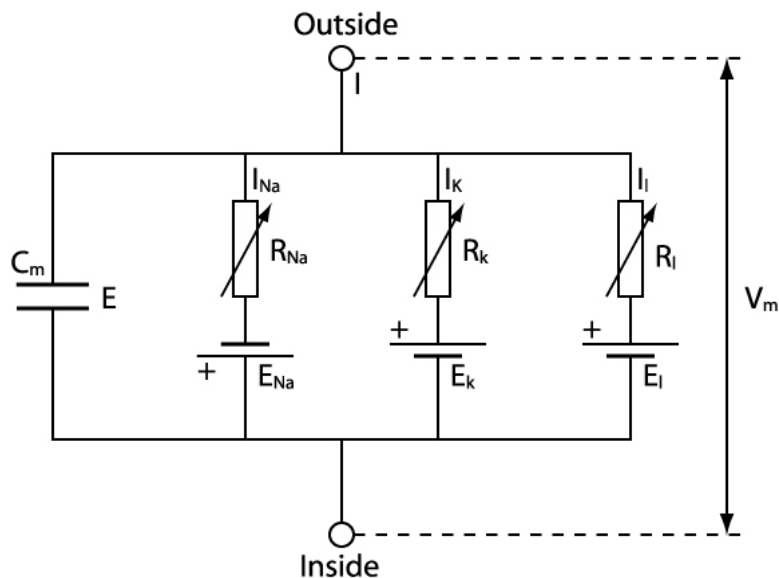 Outside
I
I_Na I_K I_l
C_m E R_Na R_k R_l V_m
+ +
+ E_Na E_k E_l
Inside